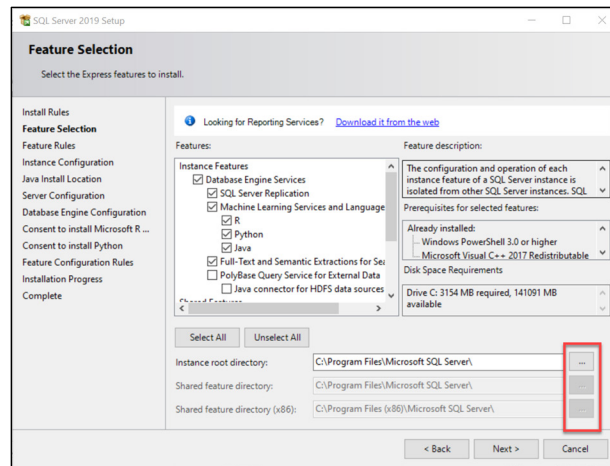 SQL Server 2019 Setup
Feature Selection
Select the Express features to install.
Install Rules
Feature Selection
Feature Rules
Instance Configuration
Java Install Location
Server Configuration
Database Engine Configuration
Consent to install Microsoft R ...
Consent to install Python
Feature Configuration Rules
Installation Progress
Complete
Looking for Reporting Services? Download it from the web
Features:
Instance Features
Database Engine Services
SQL Server Replication
Machine Learning Services and Language
R
Python
Java
Full-Text and Semantic Extractions for Sea
PolyBase Query Service for External Data
Java connector for HDFS data sources
Shared Features
Feature description:
The configuration and operation of each
instance feature of a SQL Server instance is
isolated from other SQL Server instances. SQL
Prerequisites for selected features:
Already installed:
Windows PowerShell 3.0 or higher
Microsoft Visual C++ 2017 Redistributable
Disk Space Requirements
Drive C: 3154 MB required, 141091 MB
available
Select All
Unselect All
Instance root directory:
C:\Program Files\Microsoft SQL Server\
...
Shared feature directory:
C:\Program Files\Microsoft SQL Server\
...
Shared feature directory (x86):
C:\Program Files (x86)\Microsoft SQL Server\
...
< Back
Next >
Cancel